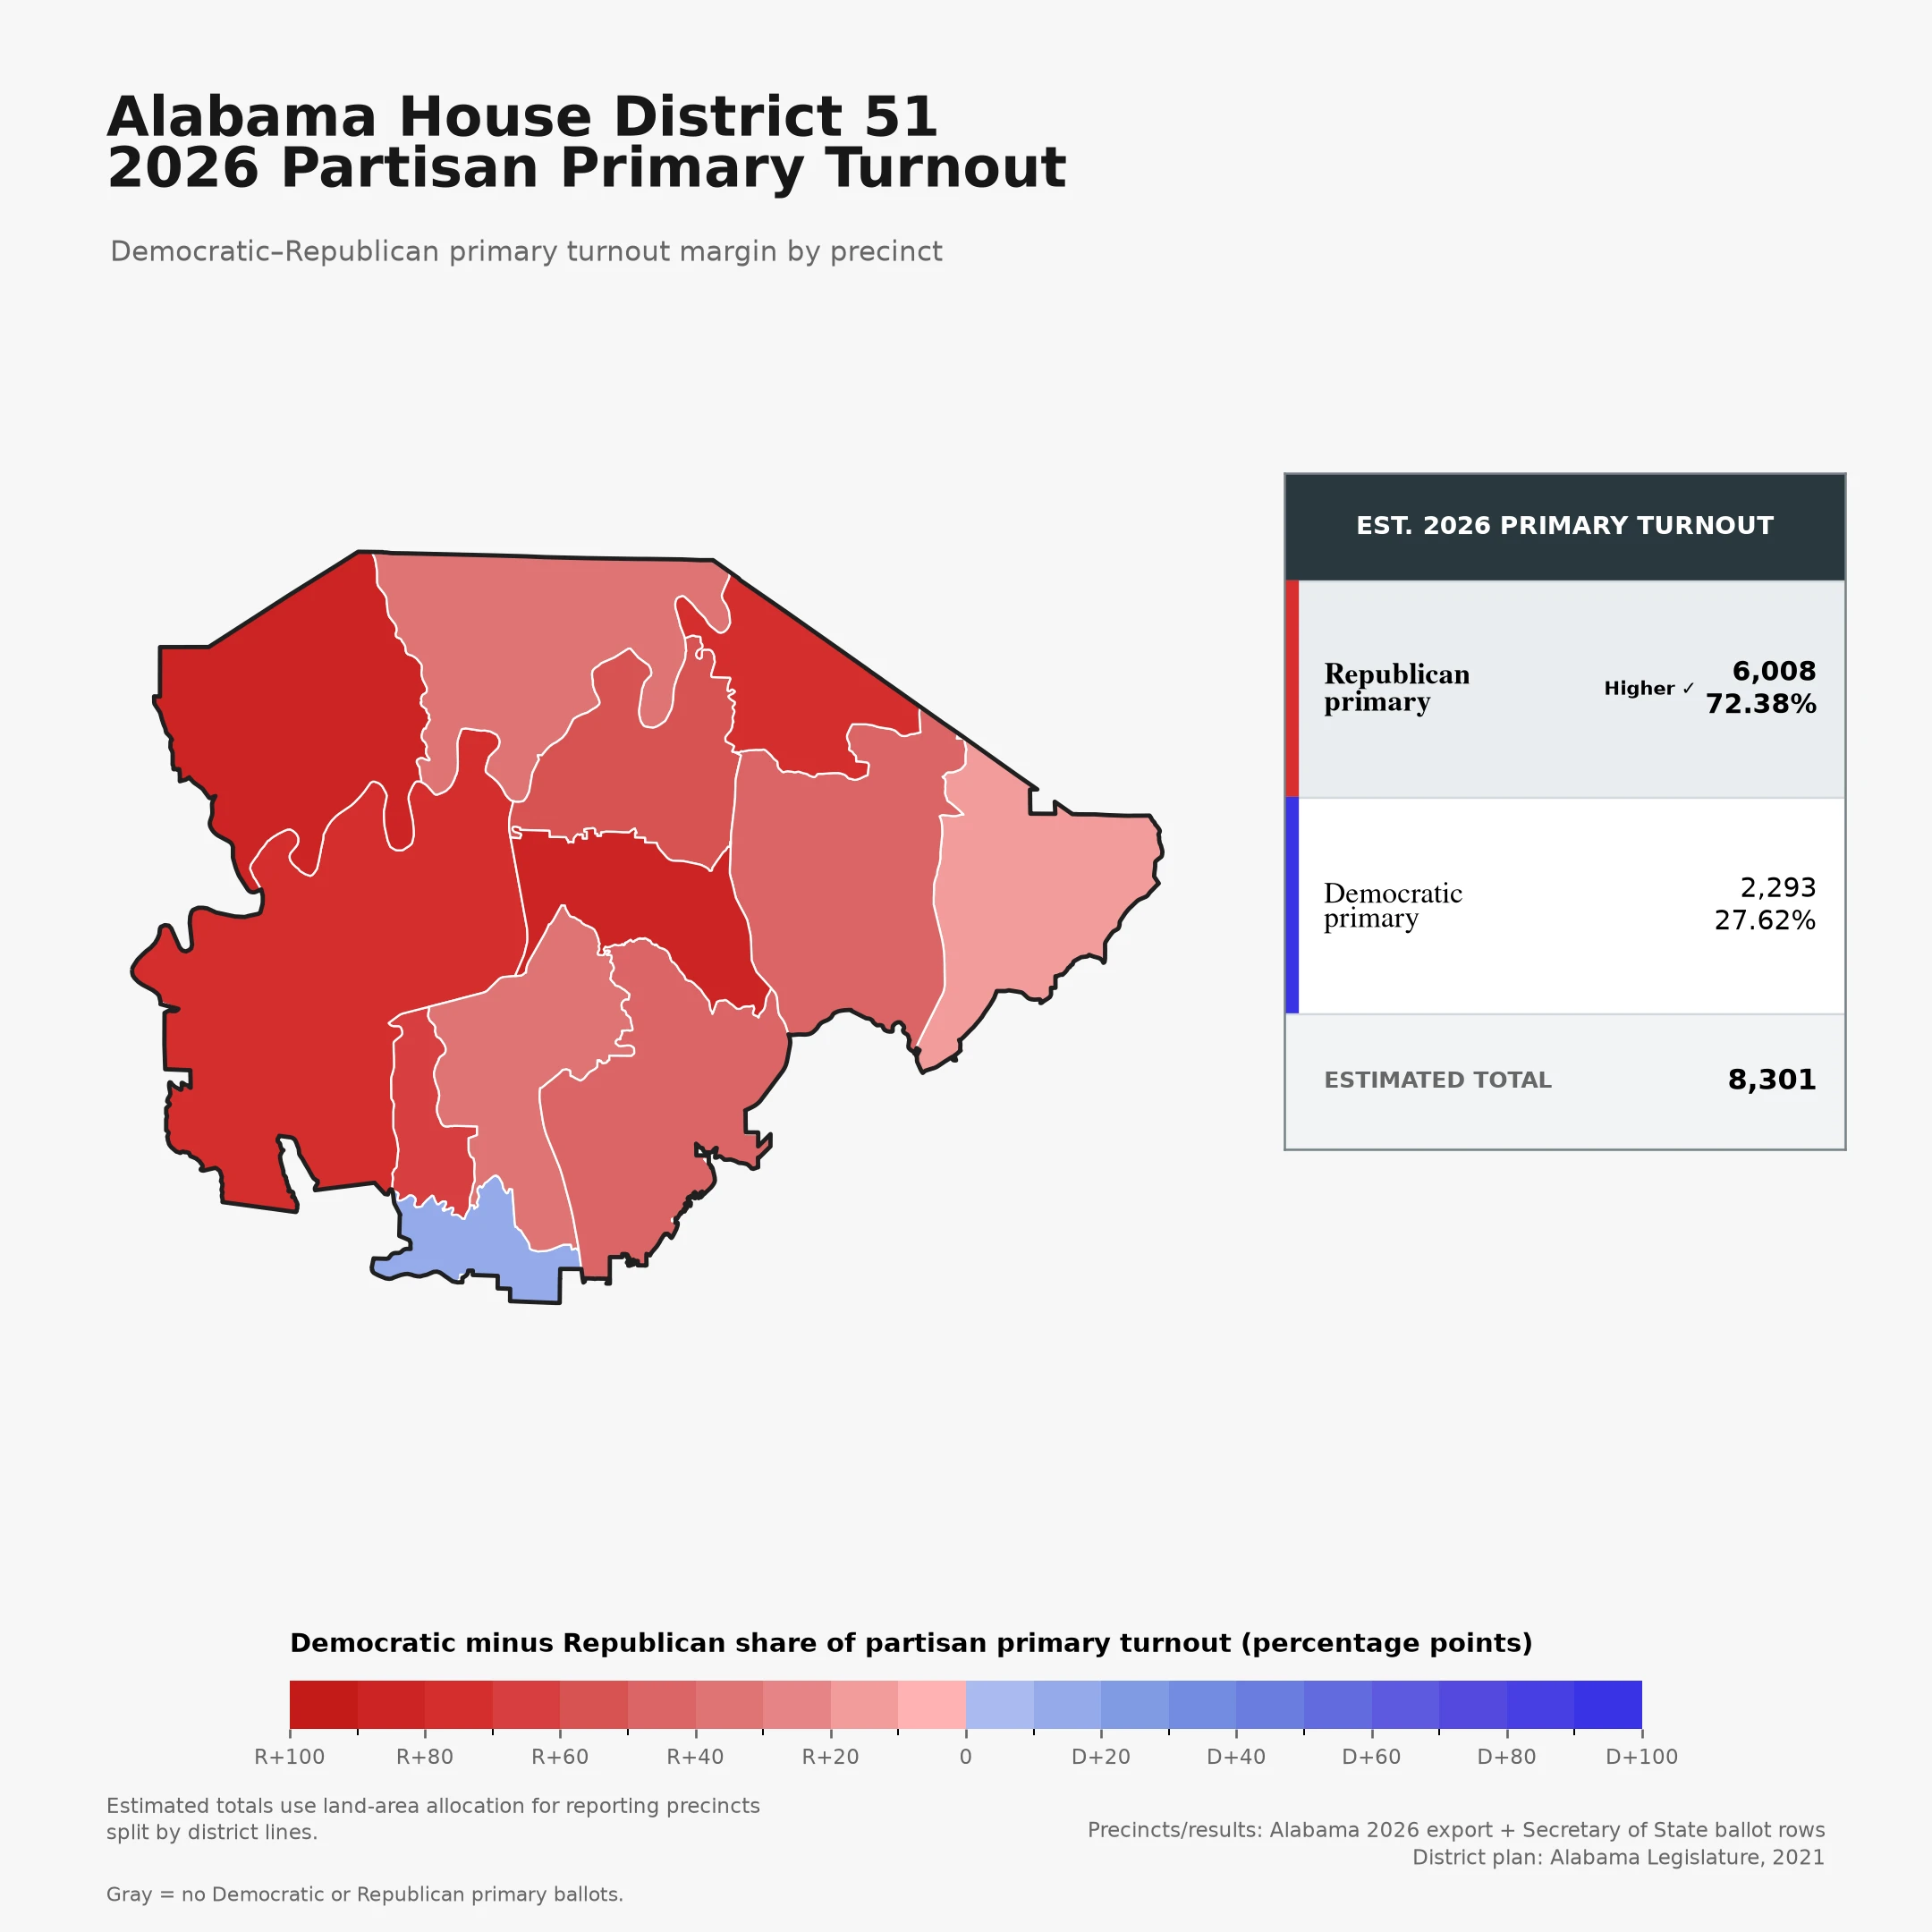 Alabama House District 51
2026 Partisan Primary Turnout
Democratic–Republican primary turnout margin by precinct
EST. 2026 PRIMARY TURNOUT
Republican
primary
Higher ✓
6,008
72.38%
Democratic
primary
2,293
27.62%
ESTIMATED TOTAL
8,301
Democratic minus Republican share of partisan primary turnout (percentage points)
R+100 R+80 R+60 R+40 R+20 0 D+20 D+40 D+60 D+80 D+100
Estimated totals use land-area allocation for reporting precincts
split by district lines.
Gray = no Democratic or Republican primary ballots.
Precincts/results: Alabama 2026 export + Secretary of State ballot rows
District plan: Alabama Legislature, 2021